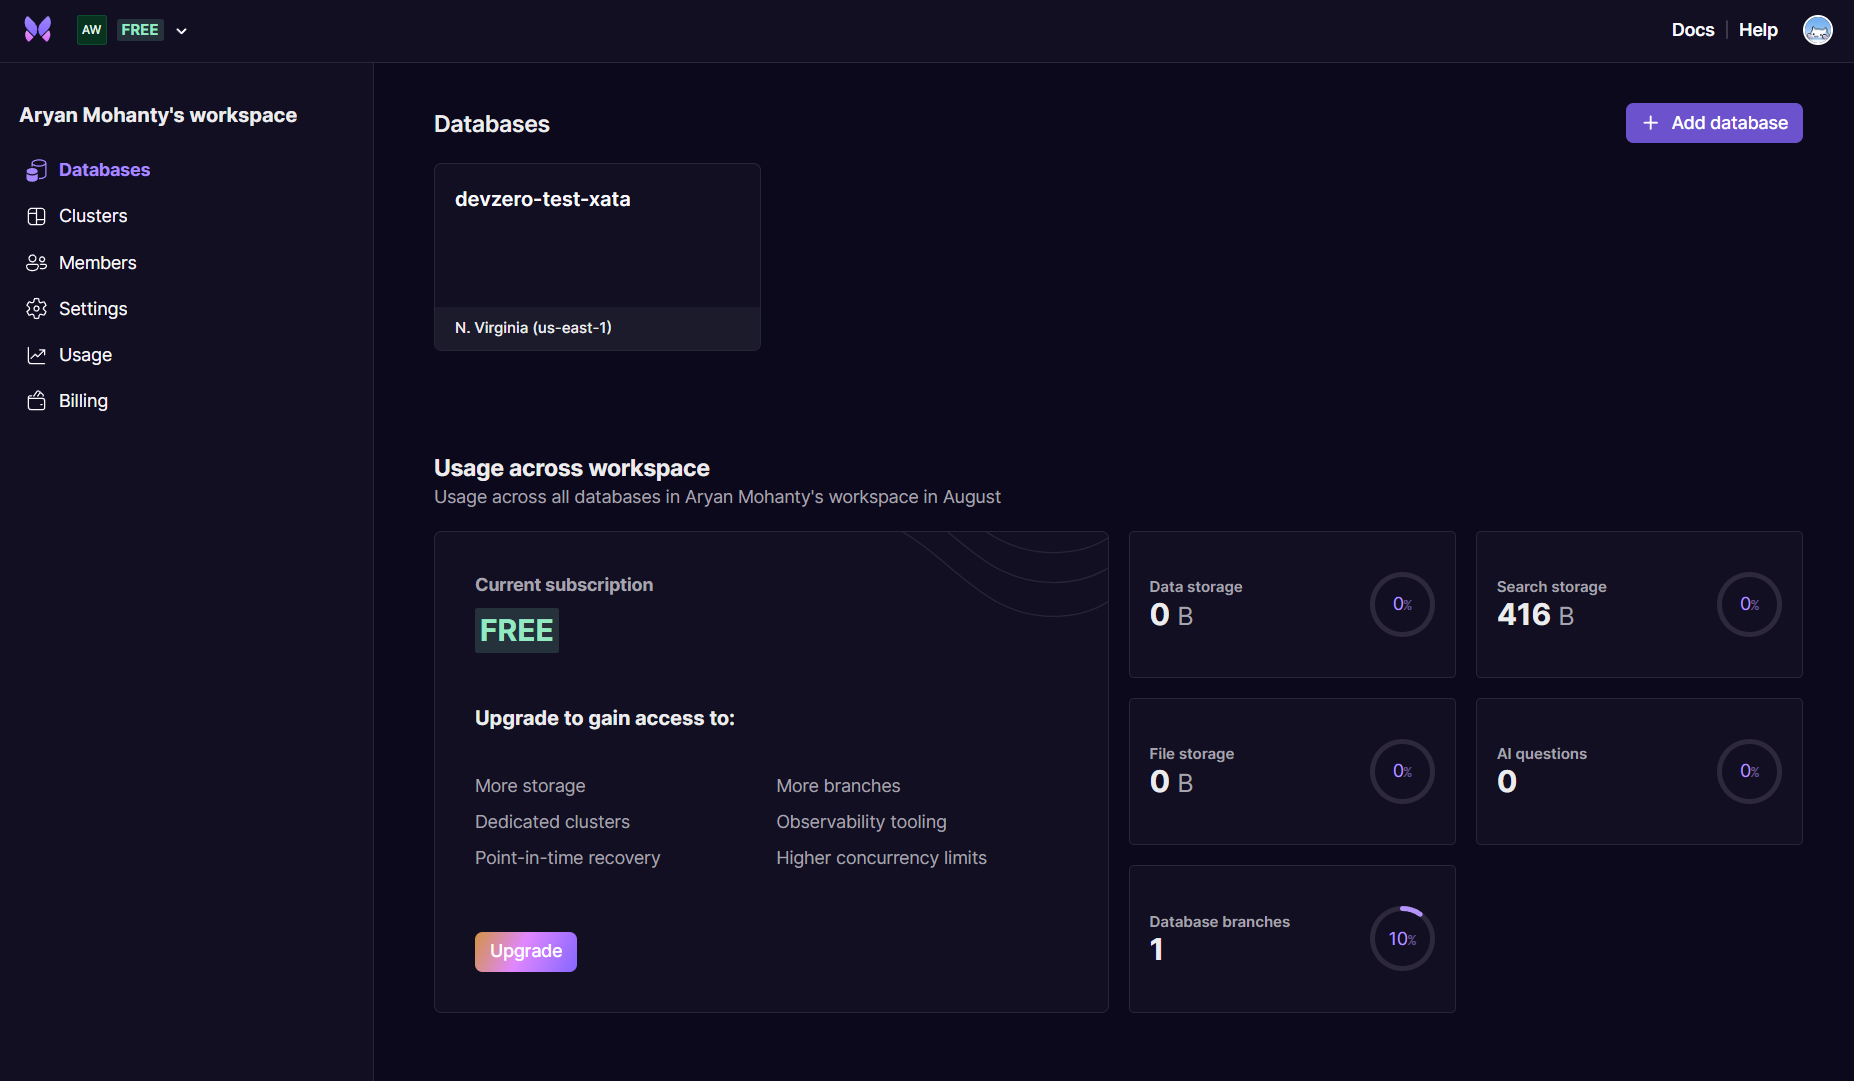 AW FREE
Docs Help
Aryan Mohanty's workspace
Databases
Clusters
Members
Settings
Usage
Billing
Databases
+ Add database
devzero-test-xata
N. Virginia (us-east-1)
Usage across workspace
Usage across all databases in Aryan Mohanty's workspace in August
Current subscription
FREE
Upgrade to gain access to:
More storage
More branches
Dedicated clusters
Observability tooling
Point-in-time recovery
Higher concurrency limits
Upgrade
Data storage
0 B
0%
Search storage
416 B
0%
File storage
0 B
0%
AI questions
0
0%
Database branches
1
10%